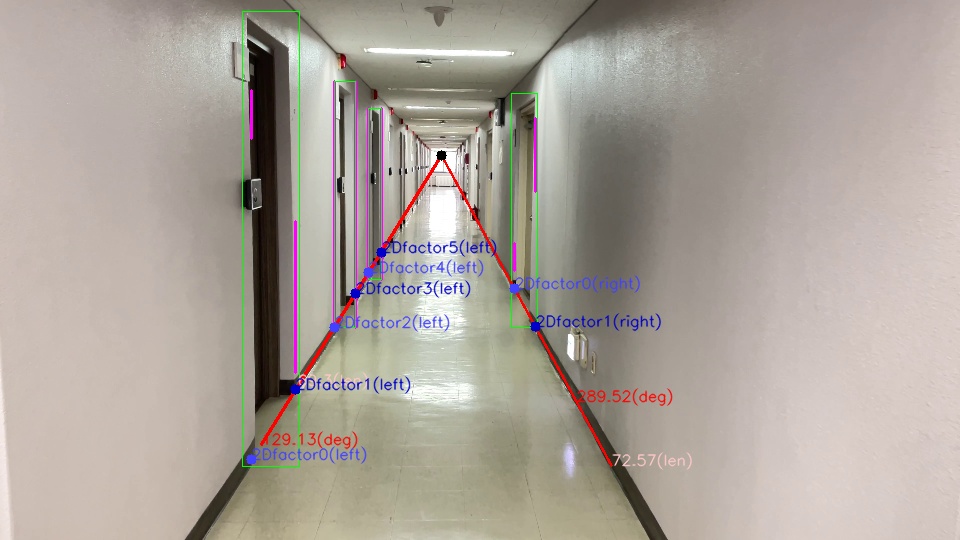 2Dfactor5(left)
2Dfactor4(left)
2Dfactor0(right)
2Dfactor3(left)
2Dfactor2(left)
2Dfactor1(right)
2Dfactor1(left)
289.52(deg)
129.13(deg)
2Dfactor0(left)
72.57(len)